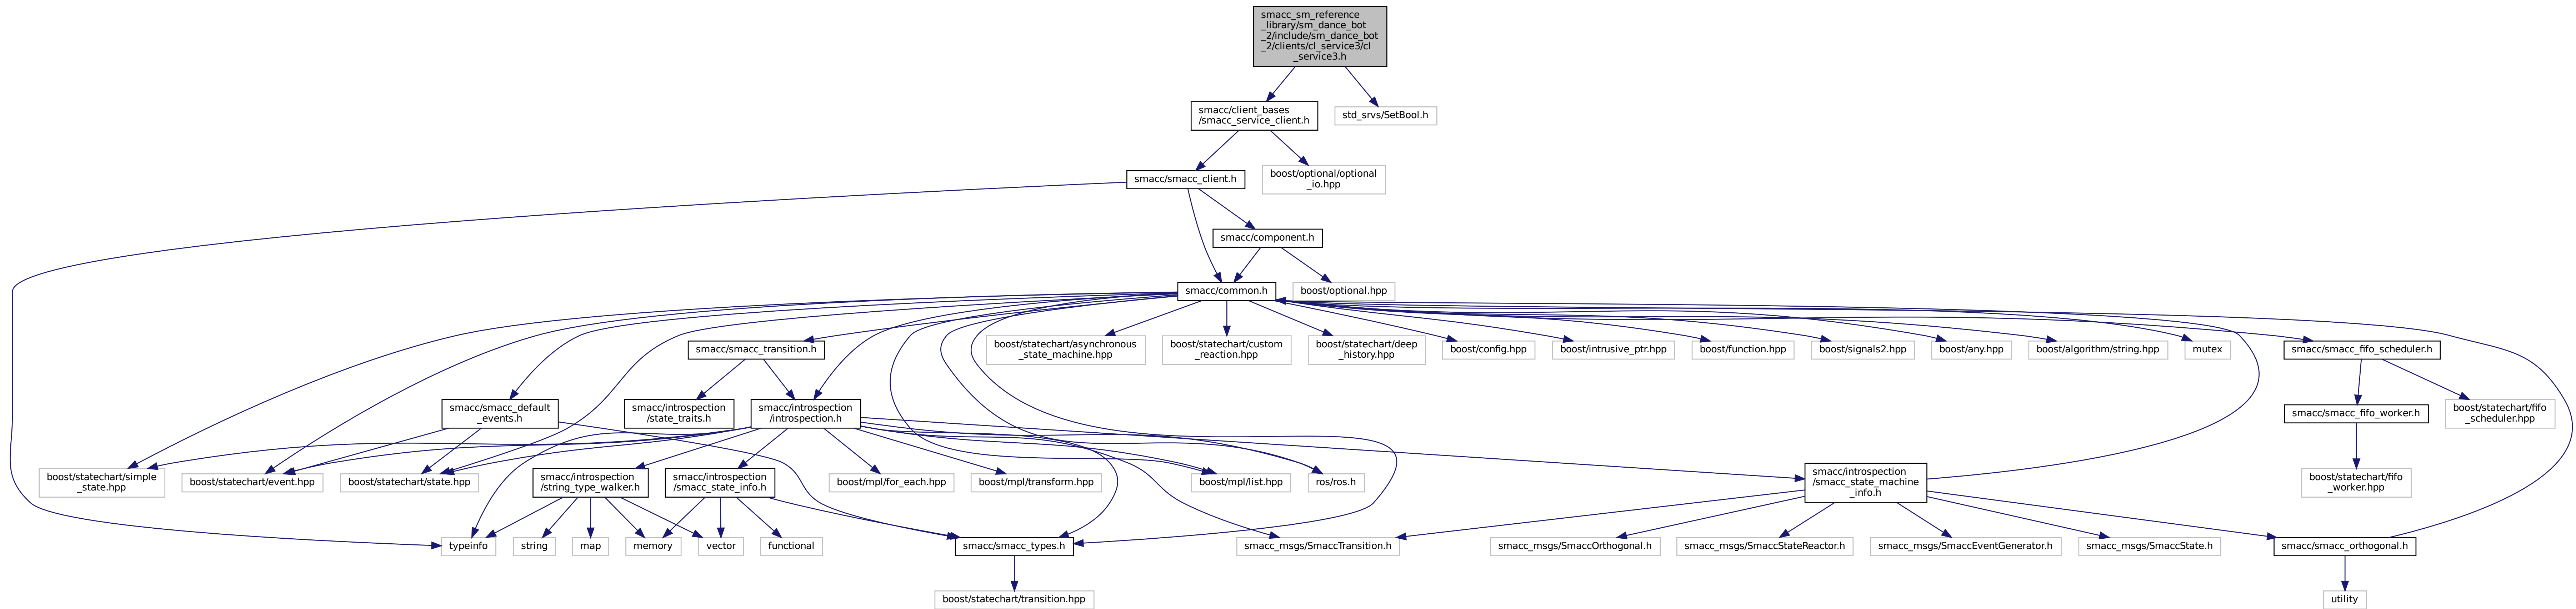 smacc_sm_reference
_library/sm_dance_bot
_2/include/sm_dance_bot
_2/clients/cl_service3/cl
_service3.h
smacc/client_bases
/smacc_service_client.h
std_srvs/SetBool.h
smacc/smacc_client.h
boost/optional/optional
_io.hpp
smacc/component.h
smacc/common.h
boost/optional.hpp
smacc/smacc_transition.h
boost/statechart/asynchronous
_state_machine.hpp
boost/statechart/custom
_reaction.hpp
boost/statechart/deep
_history.hpp
boost/config.hpp
boost/intrusive_ptr.hpp
boost/function.hpp
boost/signals2.hpp
boost/any.hpp
boost/algorithm/string.hpp
mutex
smacc/smacc_fifo_scheduler.h
smacc/smacc_default
_events.h
smacc/introspection
/state_traits.h
smacc/introspection
/introspection.h
smacc/smacc_fifo_worker.h
boost/statechart/fifo
_scheduler.hpp
boost/statechart/simple
_state.hpp
boost/statechart/event.hpp
boost/statechart/state.hpp
smacc/introspection
/string_type_walker.h
smacc/introspection
/smacc_state_info.h
boost/mpl/for_each.hpp
boost/mpl/transform.hpp
boost/mpl/list.hpp
ros/ros.h
smacc/introspection
/smacc_state_machine
_info.h
boost/statechart/fifo
_worker.hpp
typeinfo
string
map
memory
vector
functional
smacc/smacc_types.h
smacc_msgs/SmaccTransition.h
smacc_msgs/SmaccOrthogonal.h
smacc_msgs/SmaccStateReactor.h
smacc_msgs/SmaccEventGenerator.h
smacc_msgs/SmaccState.h
smacc/smacc_orthogonal.h
boost/statechart/transition.hpp
utility